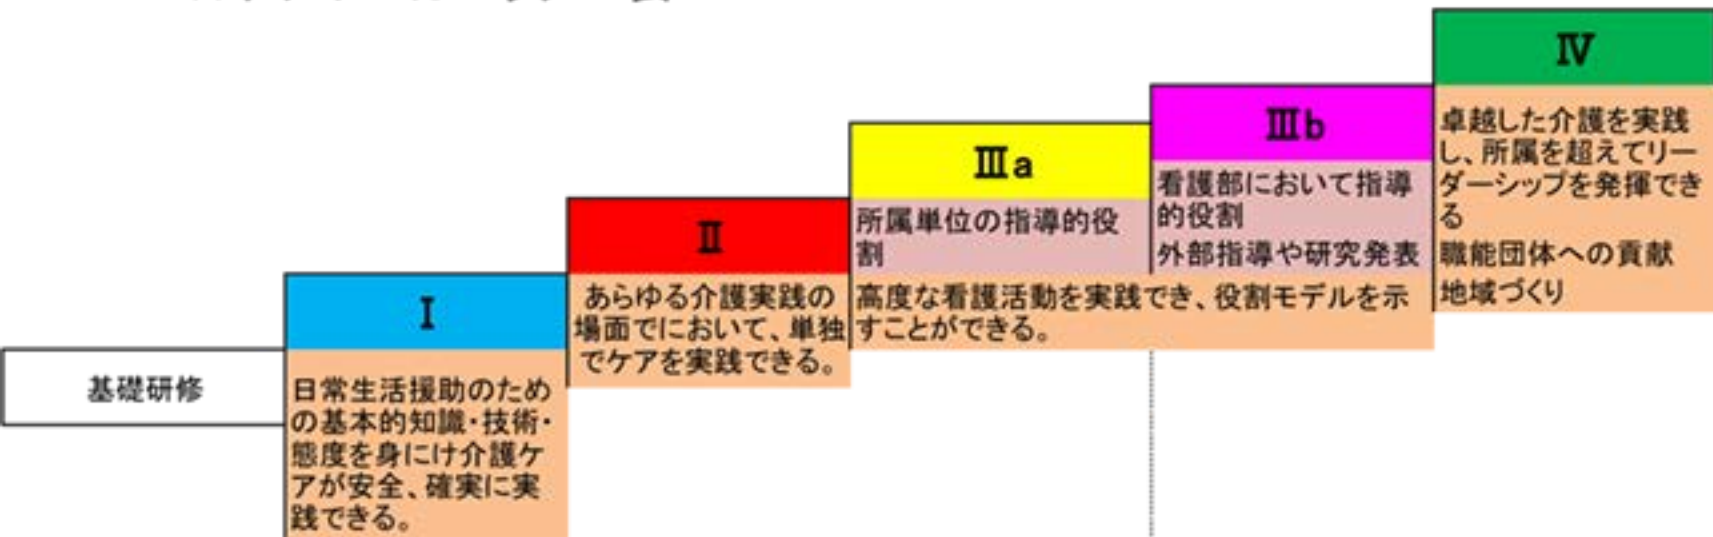 基礎研修
Ⅰ
日常生活援助のため
の基本的知識・技術・
態度を身にけ介護ケ
アが安全、確実に実
践できる。
Ⅱ
あらゆる介護実践の
場面でにおいて、単独
でケアを実践できる。
Ⅲa
所属単位の指導的役
割
Ⅲb
看護部において指導
的役割
外部指導や研究発表
高度な看護活動を実践でき、役割モデルを示
すことができる。
Ⅳ
卓越した介護を実践
し、所属を超えてリー
ダーシップを発揮でき
る
職能団体への貢献
地域づくり